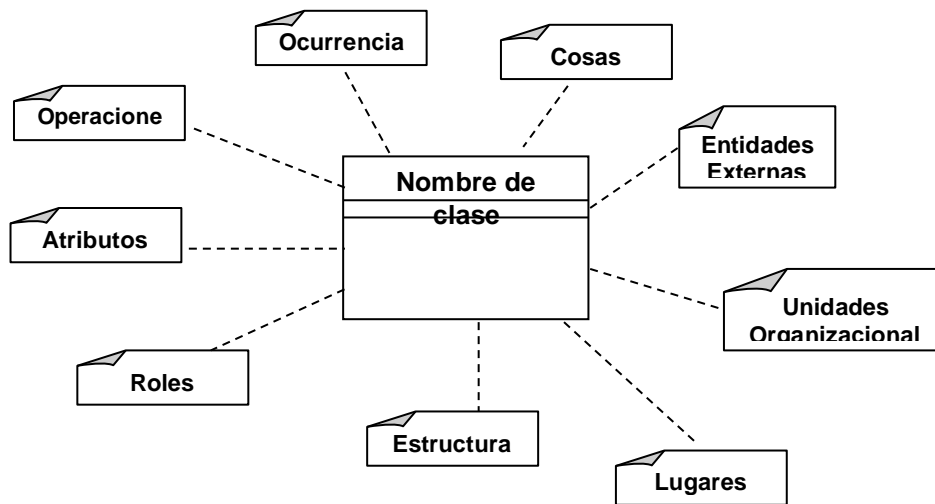 Ocurrencia
Cosas
Operacione
Entidades
Externas
Nombre de
clase
Atributos
Unidades
Organizacional
Roles
Estructura
Lugares